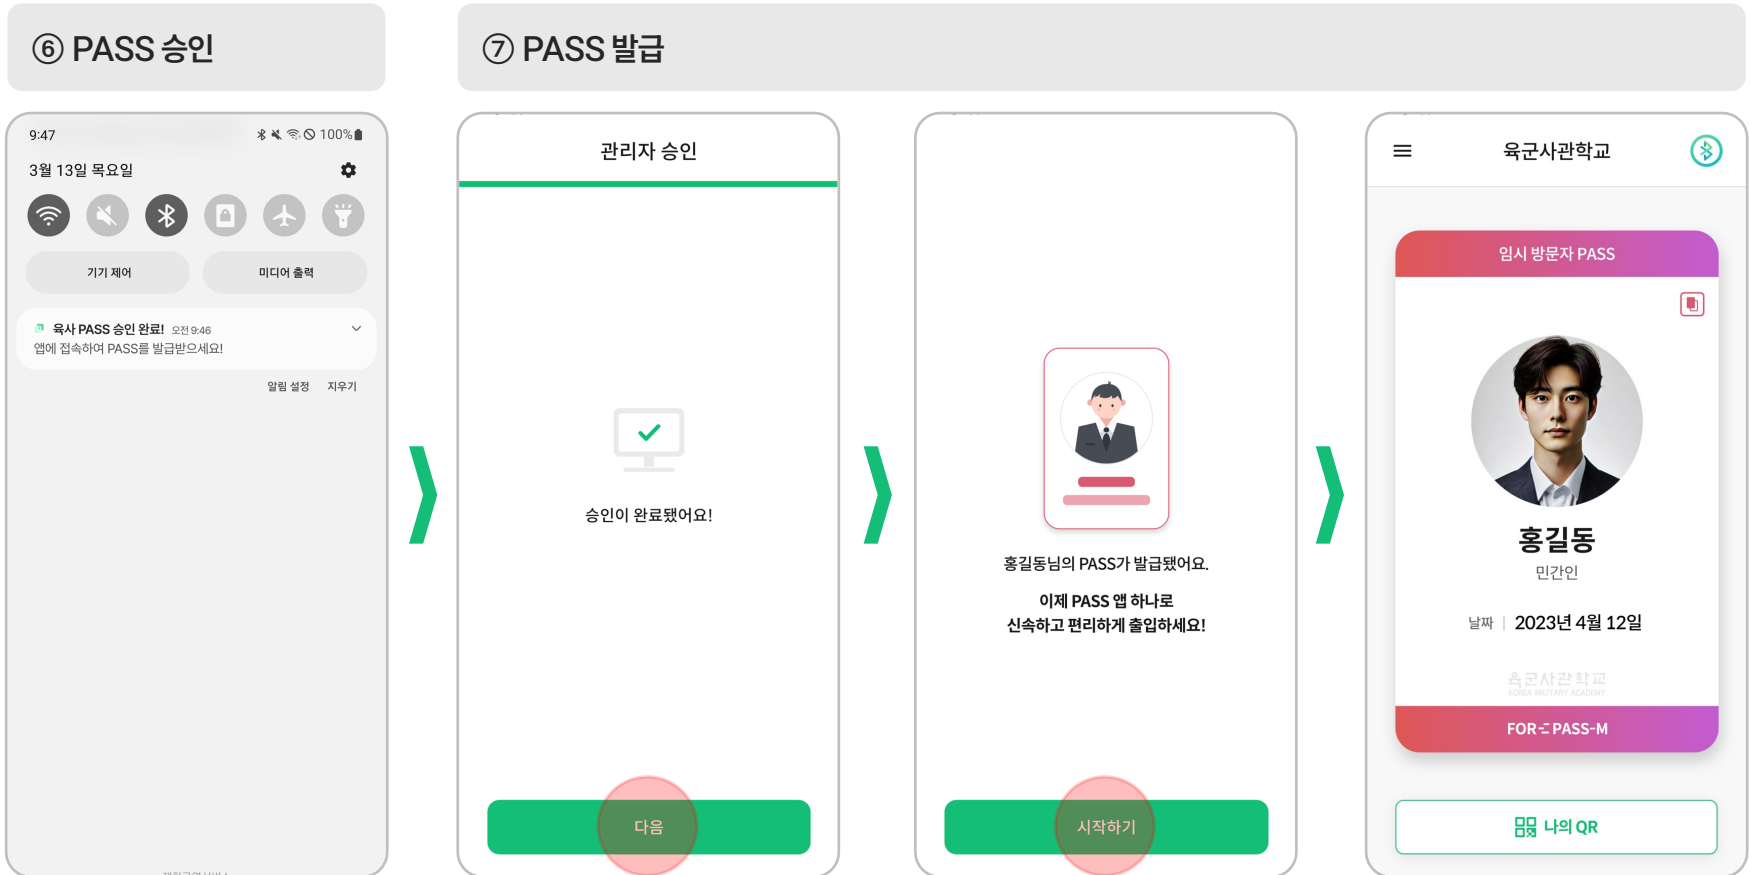 ⑥ PASS 승인
⑦ PASS 발급
9:47
100%
3월 13일 목요일
기기 제어
미디어 출력
육사 PASS 승인 완료! 오전 9:46
앱에 접속하여 PASS를 발급받으세요!
알림 설정 지우기
관리자 승인
승인이 완료됐어요!
다음
홍길동님의 PASS가 발급됐어요.
이제 PASS 앱 하나로
신속하고 편리하게 출입하세요!
시작하기
육군사관학교
임시 방문자 PASS
홍길동
민간인
날짜 | 2023년 4월 12일
육군사관학교
KOREA MILITARY ACADEMY
FOR-PASS-M
나의 QR